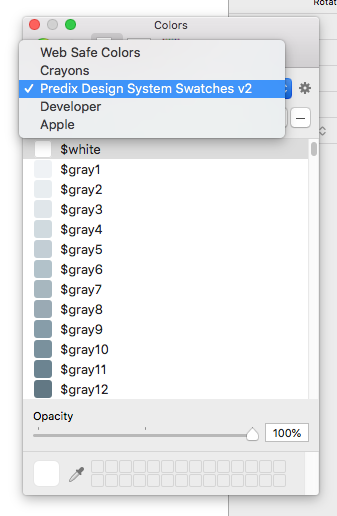 Colors
Rotat
Web Safe Colors
Crayons
✓ Predix Design System Swatches v2
Developer
Apple
$white
$gray1
$gray2
$gray3
$gray4
$gray5
$gray6
$gray7
$gray8
$gray9
$gray10
$gray11
$gray12
Opacity
100%